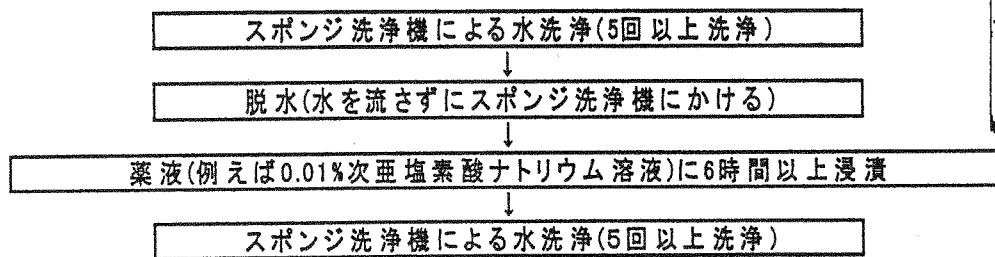 スポンジ洗浄機による水洗浄(5回以上洗浄)
↓
脱水(水を流さずにスポンジ洗浄機にかける)
↓
薬液(例えば0.01%次亜塩素酸ナトリウム溶液)に6時間以上浸漬
↓
スポンジ洗浄機による水洗浄(5回以上洗浄)